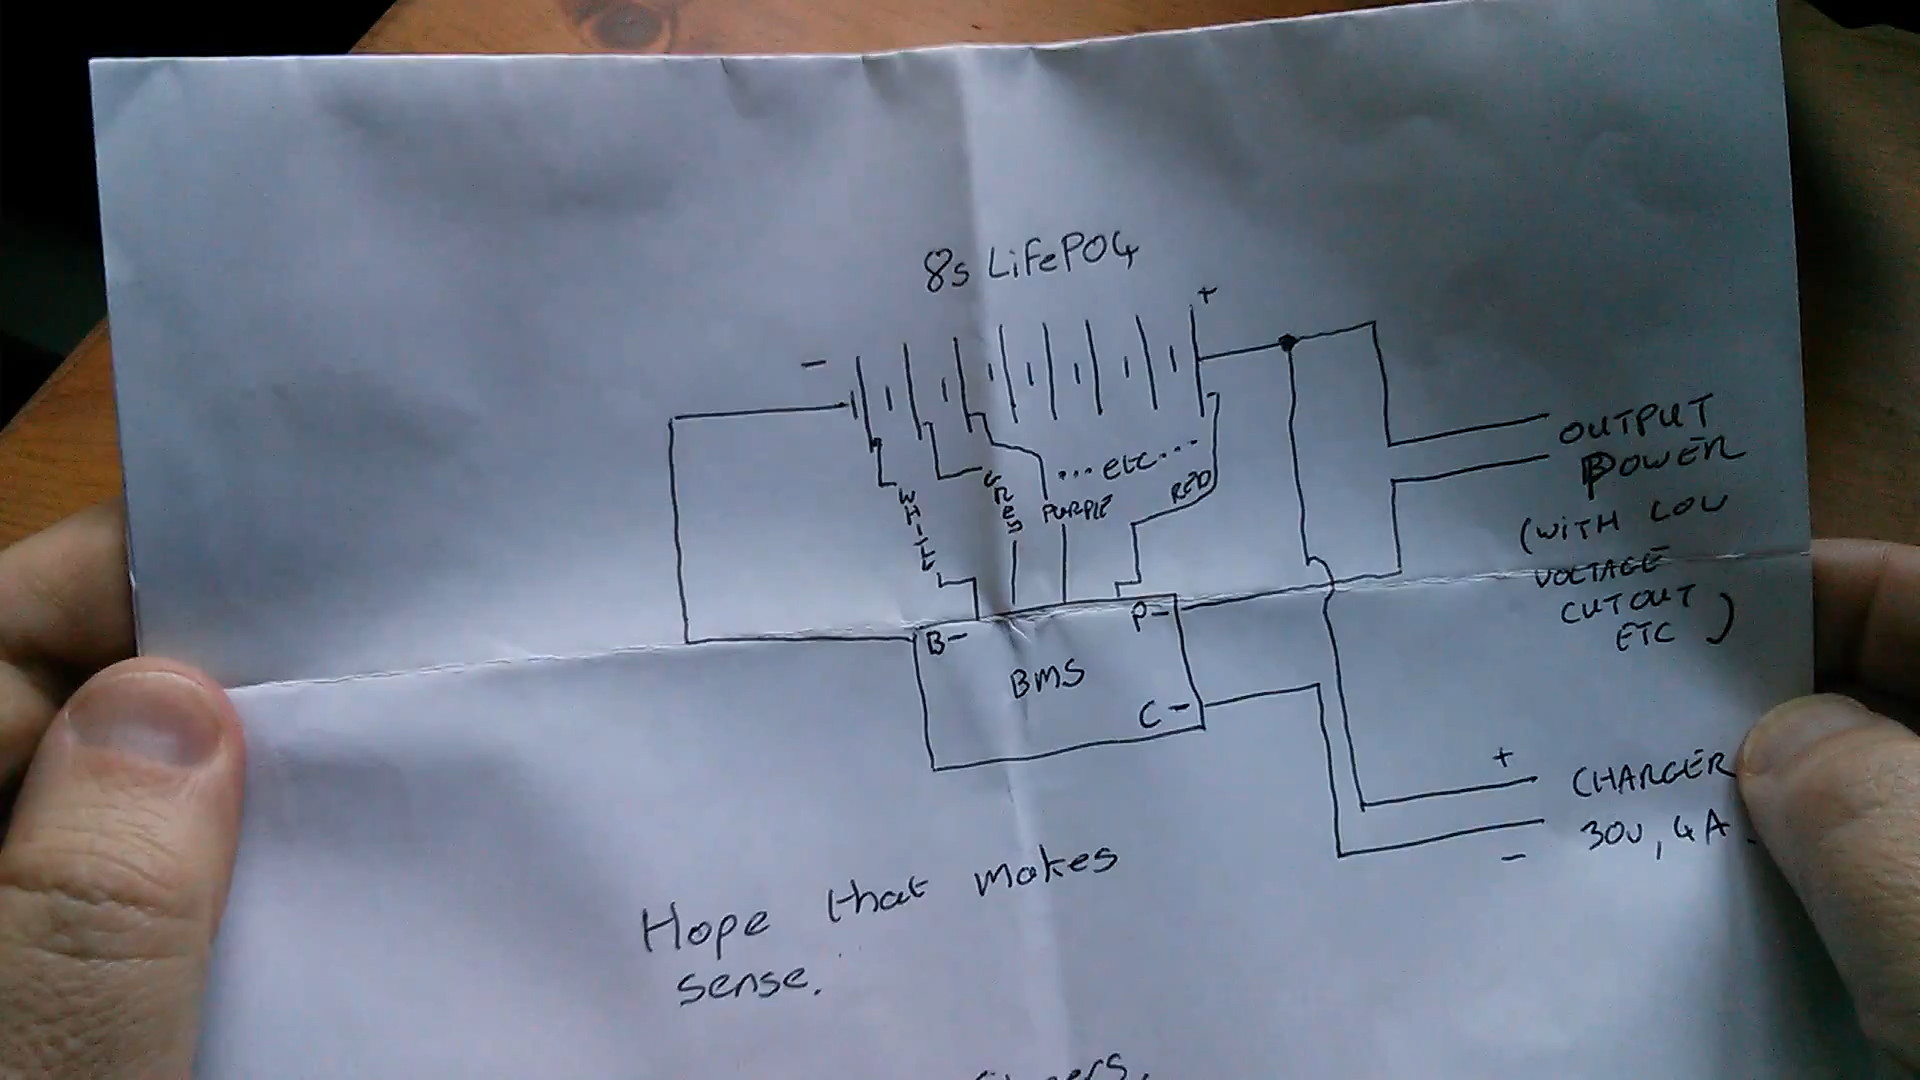 8s LiFePO4
+
-
... etc ...
WHITE
GREY
PURPLE
RED
OUTPUT
POWER
(WITH LOW
VOLTAGE
CUTOUT
ETC)
B-
P-
BMS
C-
+
CHARGER
30V, 4A.
-
Hope that makes
sense.